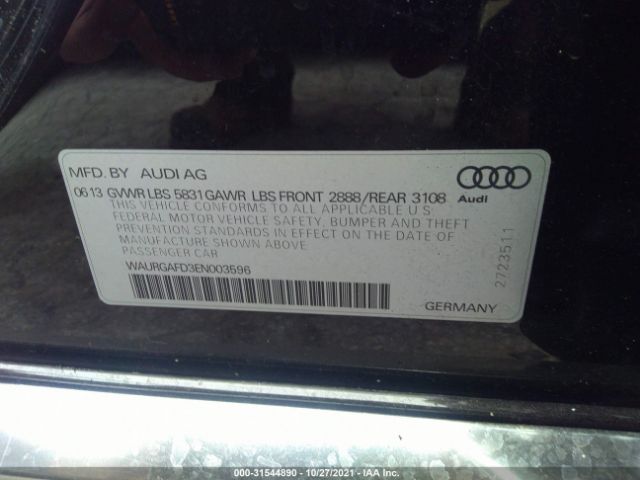 MFD. BY AUDI AG
06 13 GVWR LBS 5831 GAWR LBS FRONT 2888/REAR 3108
THIS VEHICLE CONFORMS TO ALL APPLICABLE U S
FEDERAL MOTOR VEHICLE SAFETY, BUMPER AND THEFT
PREVENTION STANDARDS IN EFFECT ON THE DATE OF
MANUFACTURE SHOWN ABOVE
PASSENGER CAR
WAURGAFD3EN003596
Audi
2723511
GERMANY
000-31544890 - 10/27/2021 - IAA Inc.